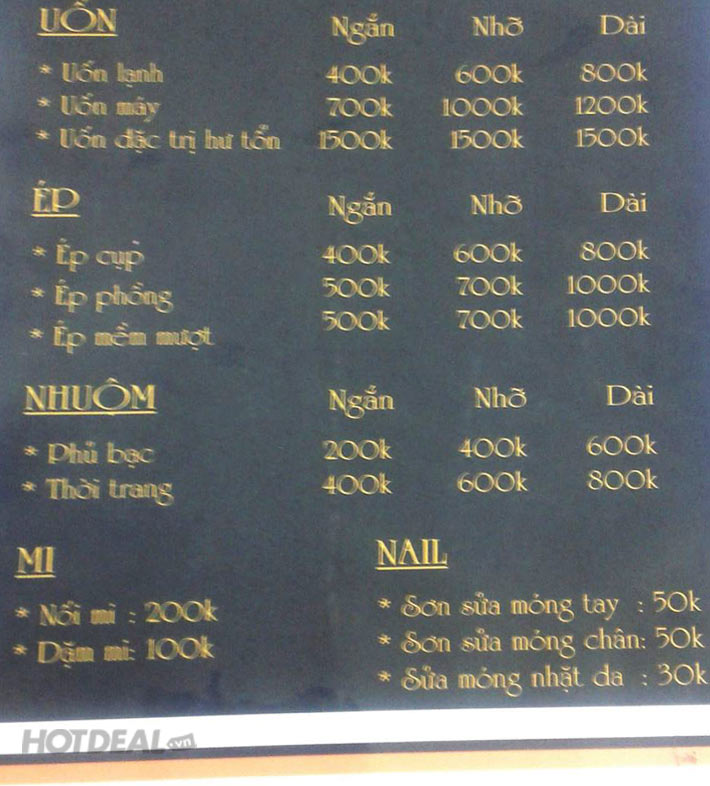 UỐN Ngắn Nhỡ Dài
* Uốn lạnh 400k 600k 800k
* Uốn máy 700k 1000k 1200k
* Uốn đặc trị hư tổn 1500k 1500k 1500k
ÉP Ngắn Nhỡ Dài
* Ép cụp 400k 600k 800k
* Ép phồng 500k 700k 1000k
* Ép mềm mượt 500k 700k 1000k
NHUỘM Ngắn Nhỡ Dài
* Phủ bạc 200k 400k 600k
* Thời trang 400k 600k 800k
MI
* Nối mi : 200k
* Dặm mi: 100k
NAIL
* Sơn sửa móng tay : 50k
* Sơn sửa móng chân: 50k
* Sửa móng nhặt da : 30k
HOTDEAL.vn